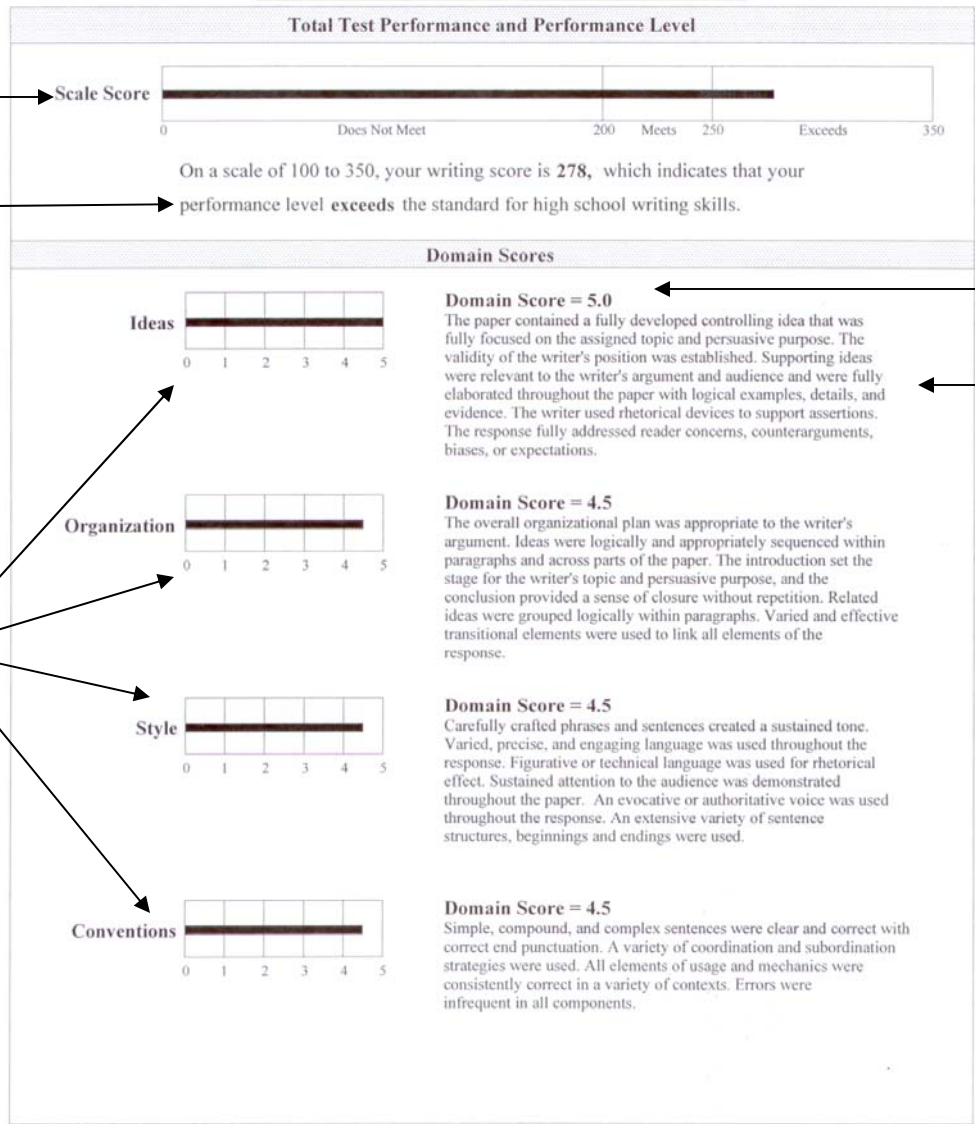 Total Test Performance and Performance Level
Scale Score
0 Does Not Meet 200 Meets 250 Exceeds 350
On a scale of 100 to 350, your writing score is 278, which indicates that your
performance level exceeds the standard for high school writing skills.
Domain Scores
Ideas
0 1 2 3 4 5
Domain Score = 5.0
The paper contained a fully developed controlling idea that was
fully focused on the assigned topic and persuasive purpose. The
validity of the writer's position was established. Supporting ideas
were relevant to the writer's argument and audience and were fully
elaborated throughout the paper with logical examples, details, and
evidence. The writer used rhetorical devices to support assertions.
The response fully addressed reader concerns, counterarguments,
biases, or expectations.
Organization
0 1 2 3 4 5
Domain Score = 4.5
The overall organizational plan was appropriate to the writer's
argument. Ideas were logically and appropriately sequenced within
paragraphs and across parts of the paper. The introduction set the
stage for the writer's topic and persuasive purpose, and the
conclusion provided a sense of closure without repetition. Related
ideas were grouped logically within paragraphs. Varied and effective
transitional elements were used to link all elements of the
response.
Style
0 1 2 3 4 5
Domain Score = 4.5
Carefully crafted phrases and sentences created a sustained tone.
Varied, precise, and engaging language was used throughout the
response. Figurative or technical language was used for rhetorical
effect. Sustained attention to the audience was demonstrated
throughout the paper. An evocative or authoritative voice was used
throughout the response. An extensive variety of sentence
structures, beginnings and endings were used.
Conventions
0 1 2 3 4 5
Domain Score = 4.5
Simple, compound, and complex sentences were clear and correct with
correct end punctuation. A variety of coordination and subordination
strategies were used. All elements of usage and mechanics were
consistently correct in a variety of contexts. Errors were
infrequent in all components.